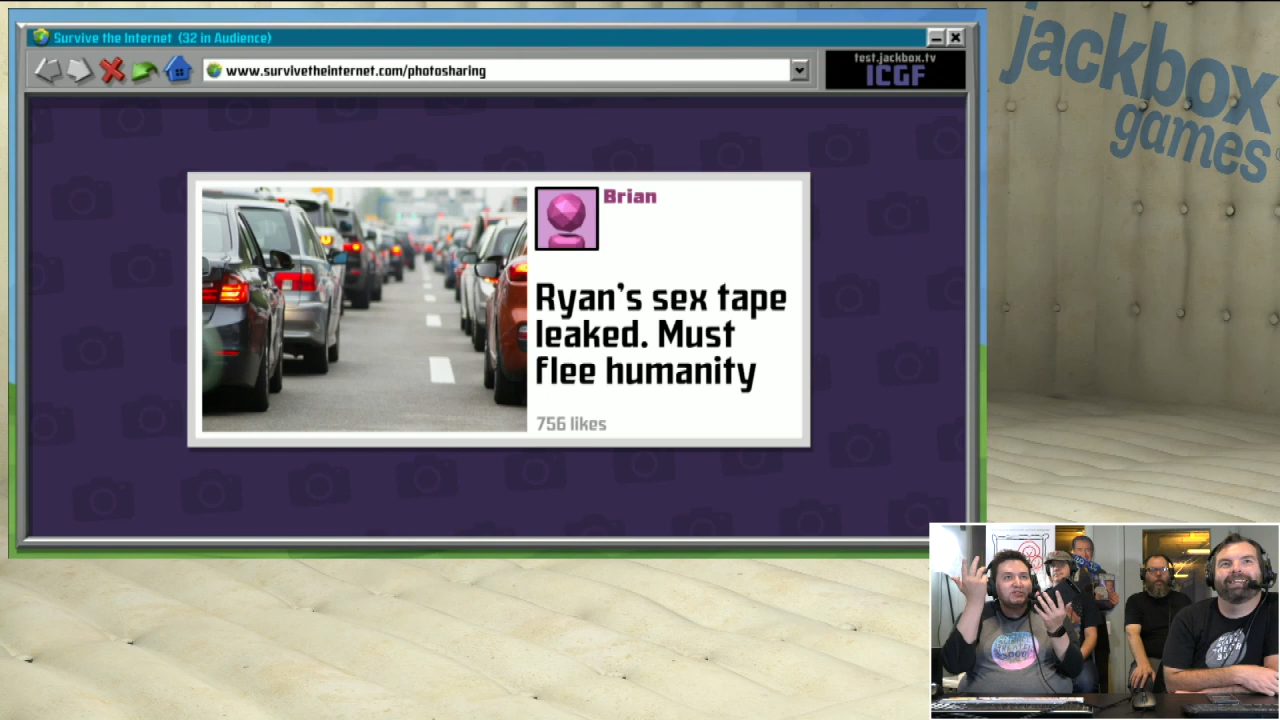 Survive the Internet (32 in Audience)
www.survivetheinternet.com/photosharing
test.jackbox.tv
ICGF
jackbox
games
Brian
Ryan's sex tape
leaked. Must
flee humanity
756 likes